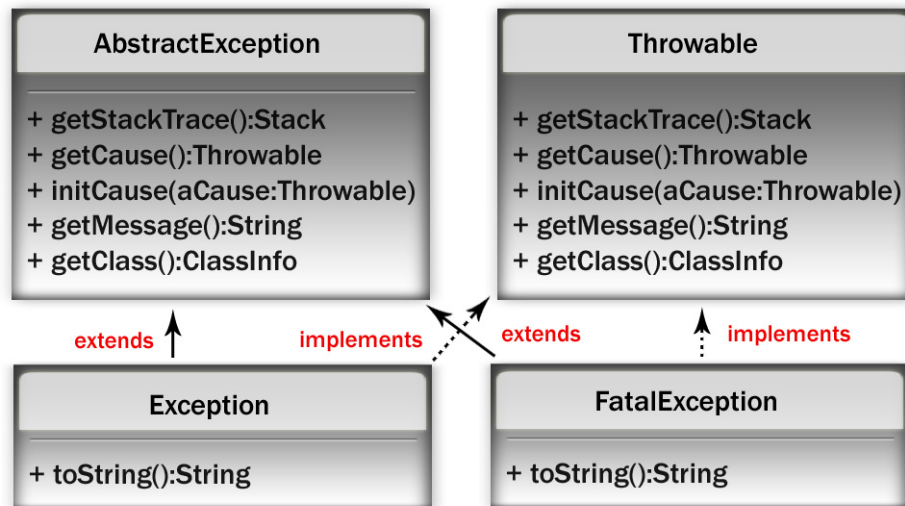 AbstractException
+ getStackTrace():Stack
+ getCause():Throwable
+ initCause(aCause:Throwable)
+ getMessage():String
+ getClass():ClassInfo
Throwable
+ getStackTrace():Stack
+ getCause():Throwable
+ initCause(aCause:Throwable)
+ getMessage():String
+ getClass():ClassInfo
extends
implements
extends
implements
Exception
+ toString():String
FatalException
+ toString():String